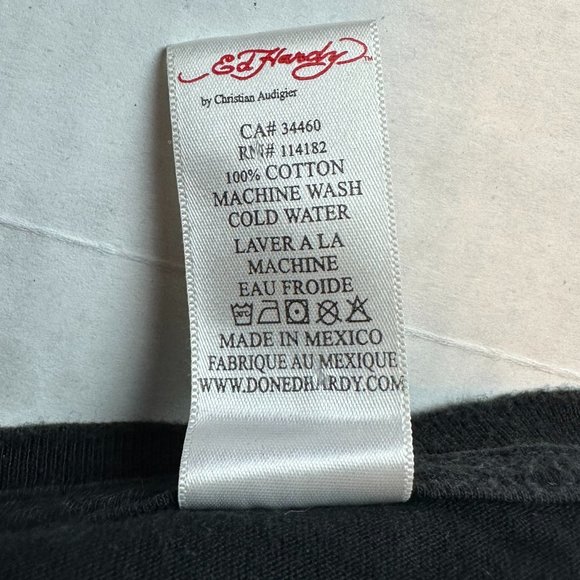 Ed Hardy™
by Christian Audigier
CA# 34460
RN# 114182
100% COTTON
MACHINE WASH
COLD WATER
LAVER A LA
MACHINE
EAU FROIDE
MADE IN MEXICO
FABRIQUE AU MEXIQUE
WWW.DONEDHARDY.COM